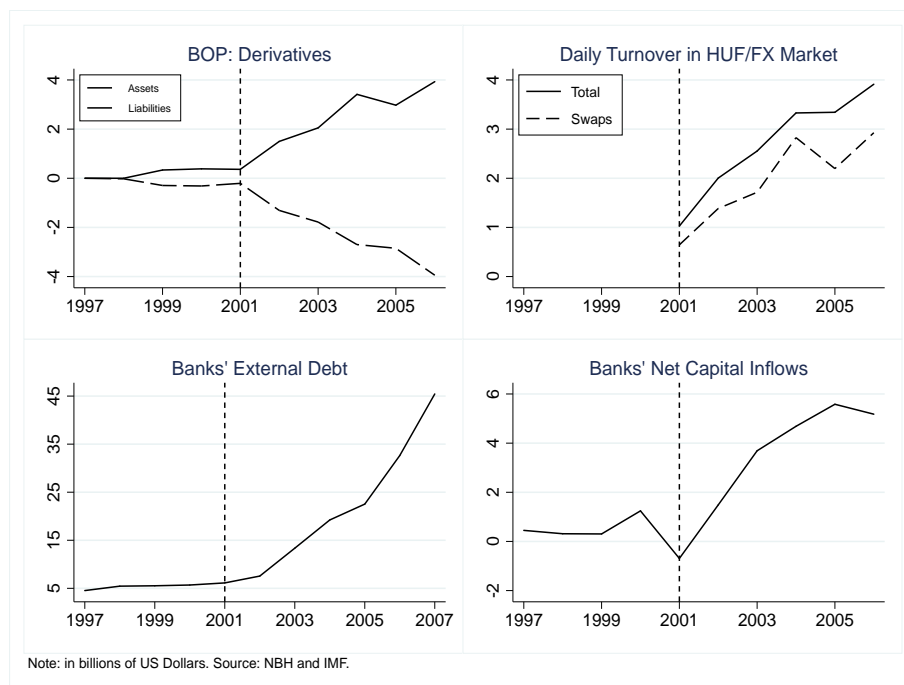 BOP: Derivatives
Assets
Liabilities
4
2
0
-2
-4
1997 1999 2001 2003 2005
Daily Turnover in HUF/FX Market
Total
Swaps
4
3
2
1
0
1997 1999 2001 2003 2005
Banks' External Debt
45
35
25
15
5
1997 1999 2001 2003 2005 2007
Banks' Net Capital Inflows
6
4
2
0
-2
1997 1999 2001 2003 2005
Note: in billions of US Dollars. Source: NBH and IMF.